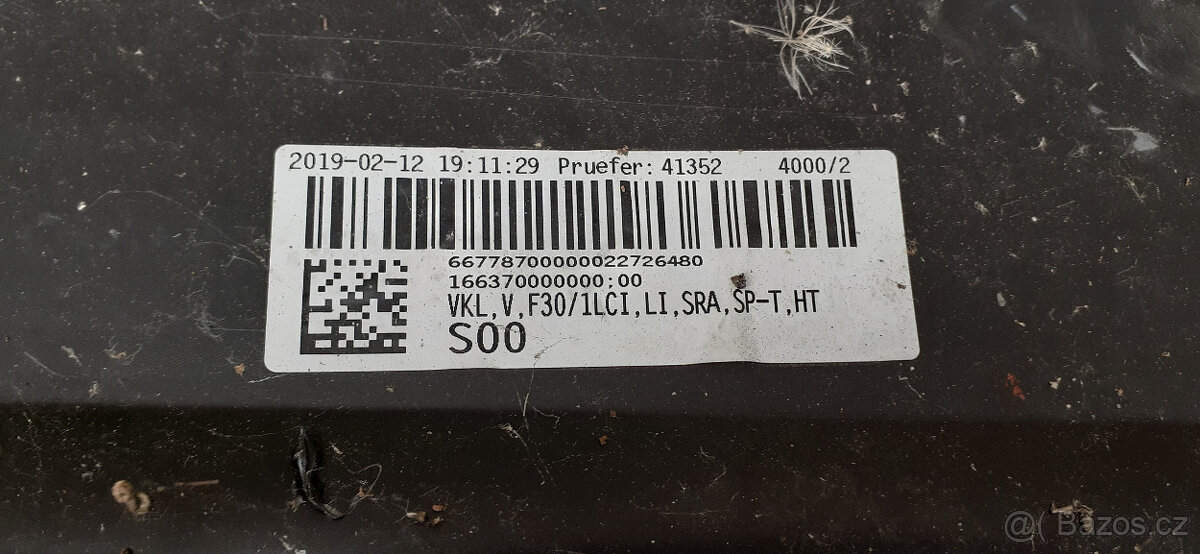 2019-02-12 19:11:29 Pruefer: 41352 4000/2
66778700000022726480
166370000000;00
VKL,V,F30/1LCI,LI,SRA,SP-T,HT
S00
@( Bazos.cz